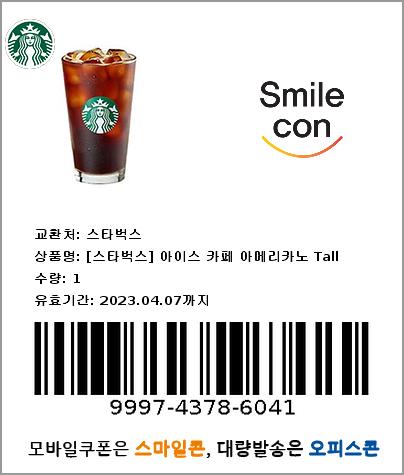 Smile
con
교환처: 스타벅스
상품명: [스타벅스] 아이스 카페 아메리카노 Tall
수량: 1
유효기간: 2023.04.07까지
9997-4378-6041
모바일쿠폰은 스마일콘, 대량발송은 오피스콘